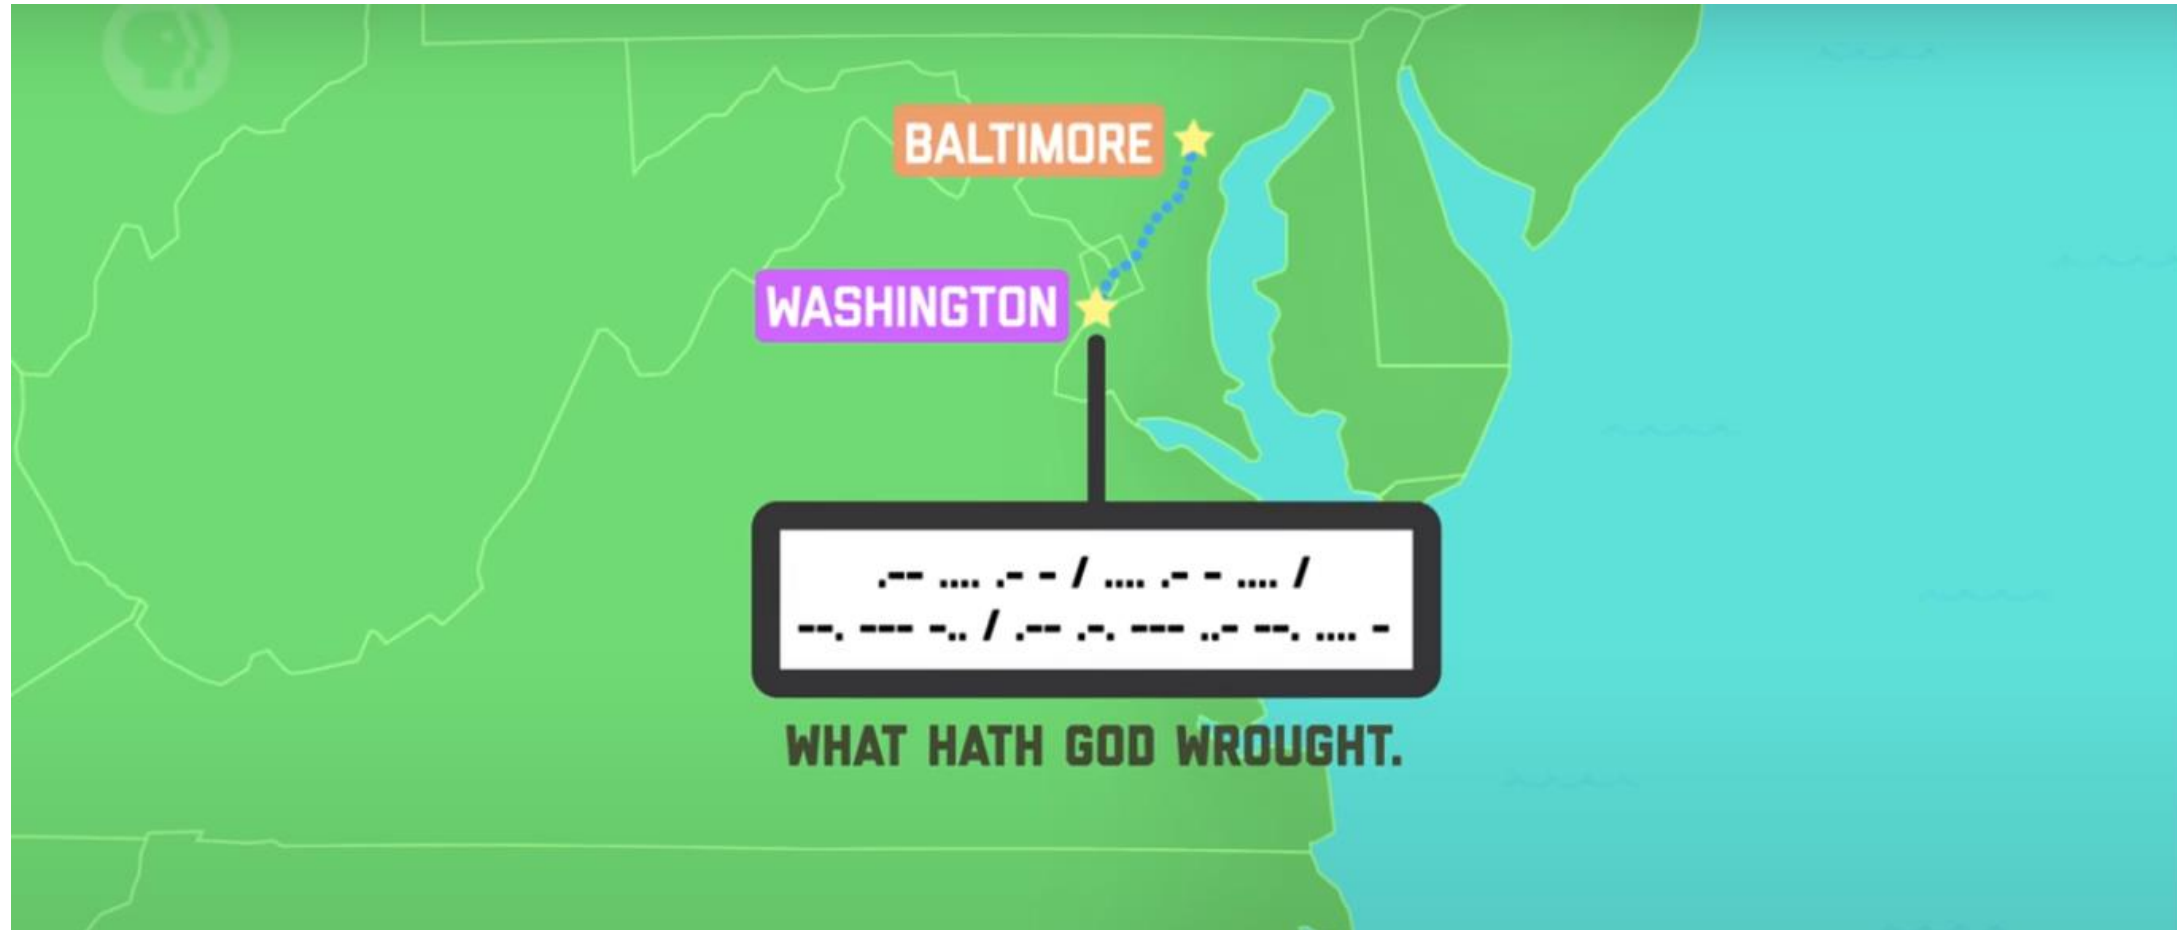 BALTIMORE
WASHINGTON
.-- .... .- - / .... .- - .... /
--. --- -.. / .-- .-. --- ..- --. .... -
WHAT HATH GOD WROUGHT.